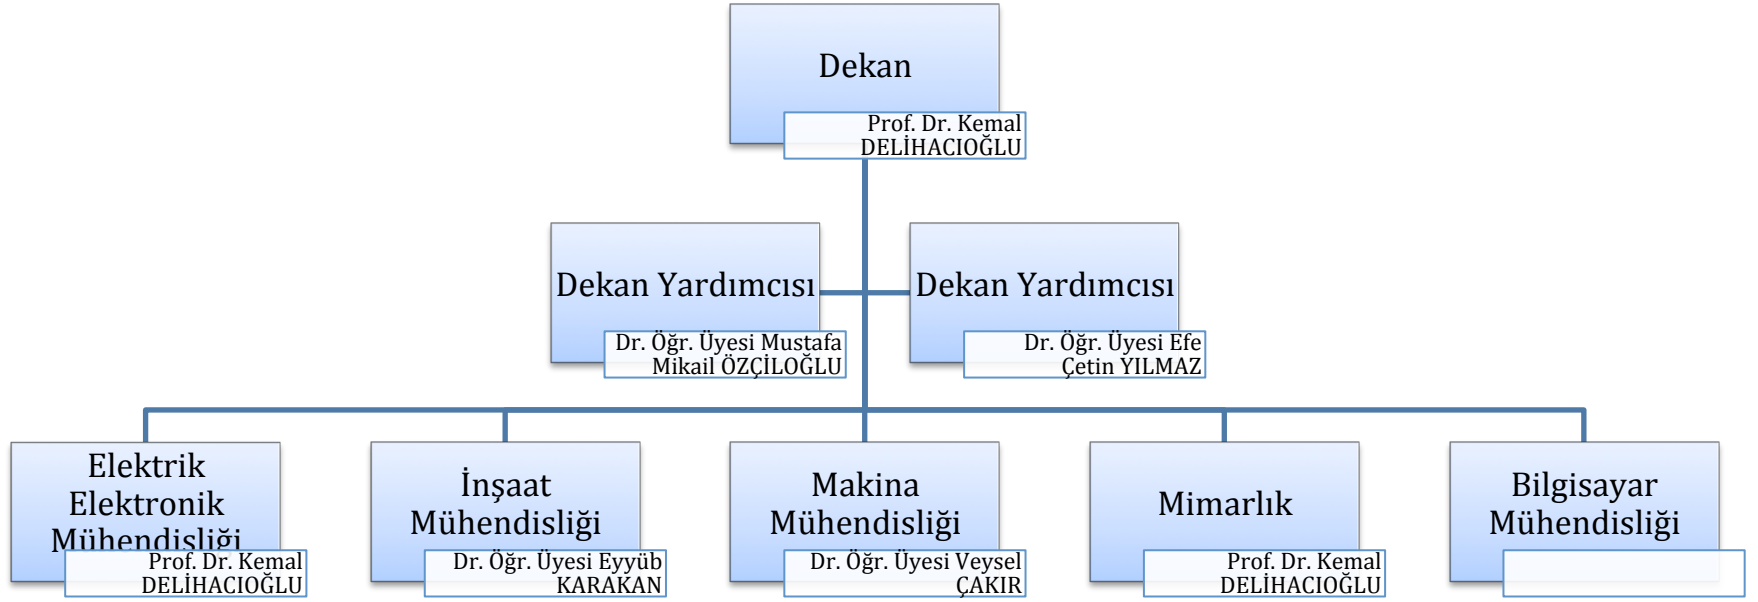 Dekan
Prof. Dr. Kemal
DELİHACIOĞLU
Dekan Yardımcısı
Dr. Öğr. Üyesi Mustafa
Mikail ÖZÇİLOĞLU
Dekan Yardımcısı
Dr. Öğr. Üyesi Efe
Çetin YILMAZ
Elektrik
Elektronik
Mühendisliği
Prof. Dr. Kemal
DELİHACIOĞLU
İnşaat
Mühendisliği
Dr. Öğr. Üyesi Eyyüb
KARAKAN
Makina
Mühendisliği
Dr. Öğr. Üyesi Veysel
ÇAKIR
Mimarlık
Prof. Dr. Kemal
DELİHACIOĞLU
Bilgisayar
Mühendisliği